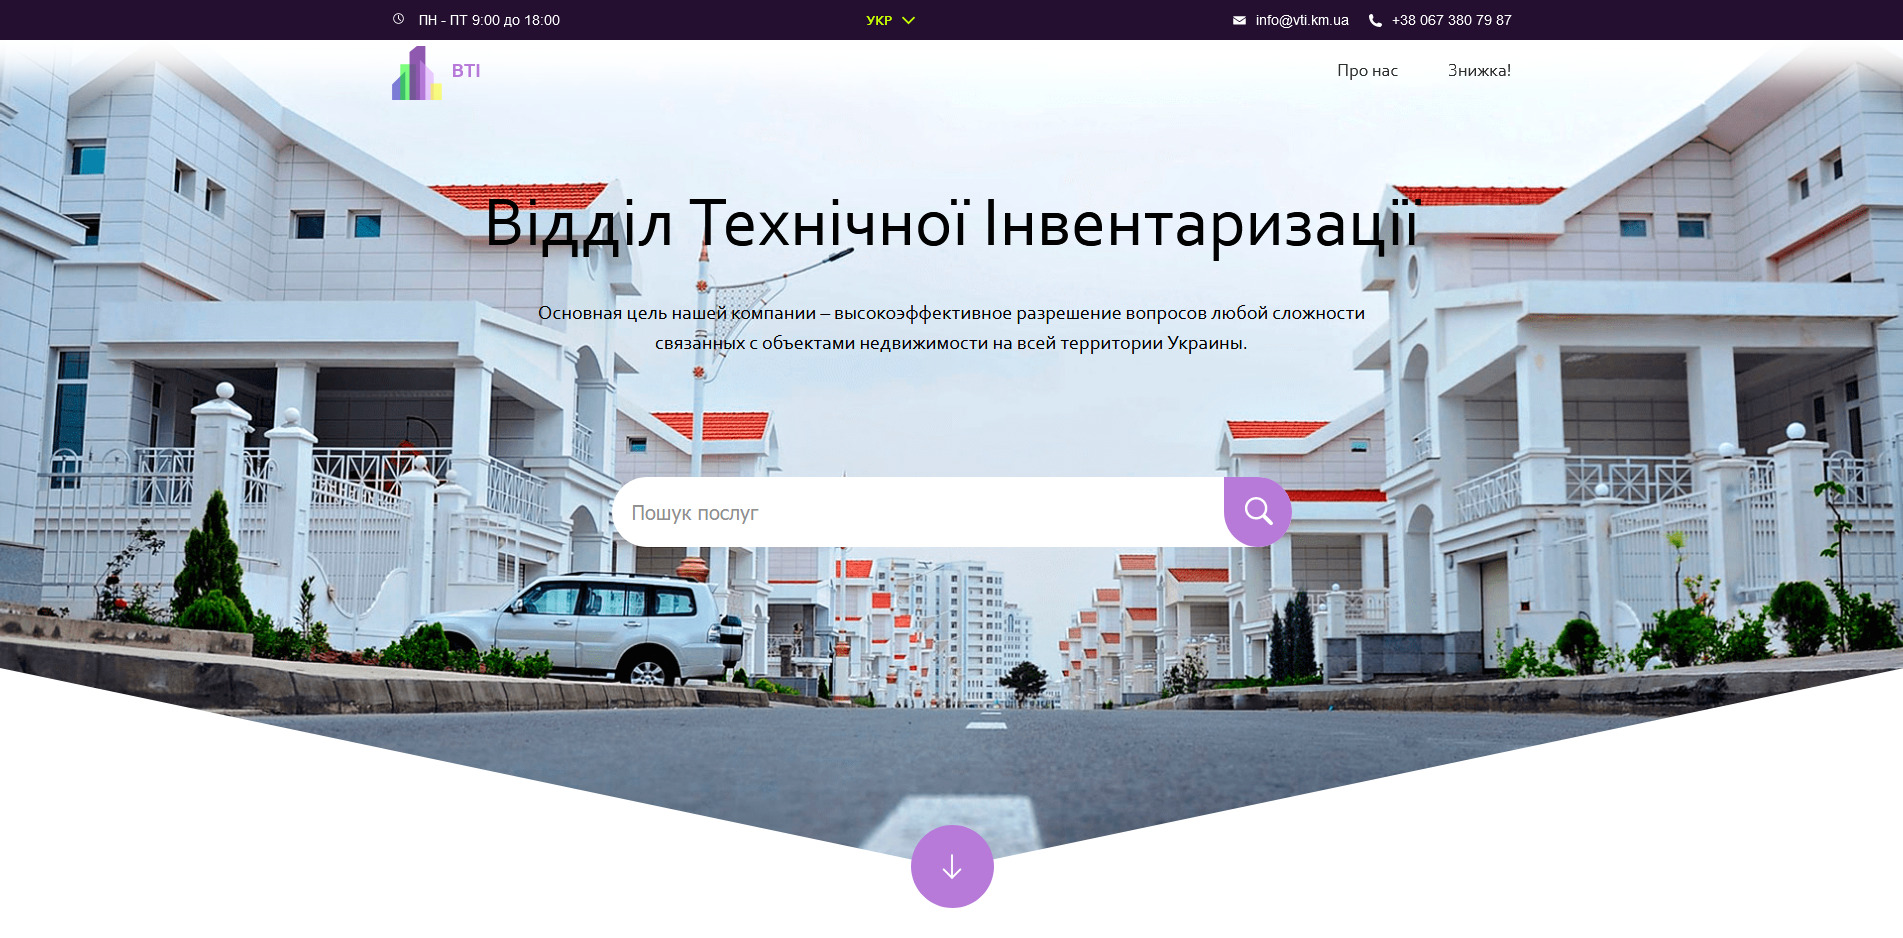 ПН - ПТ 9:00 до 18:00
УКР
info@vti.km.ua
+38 067 380 79 87
ВТІ
Про нас
Знижка!
Відділ Технічної Інвентаризації
Основная цель нашей компании – высокоэффективное разрешение вопросов любой сложности
связанных с объектами недвижимости на всей территории Украины.
Пошук послуг